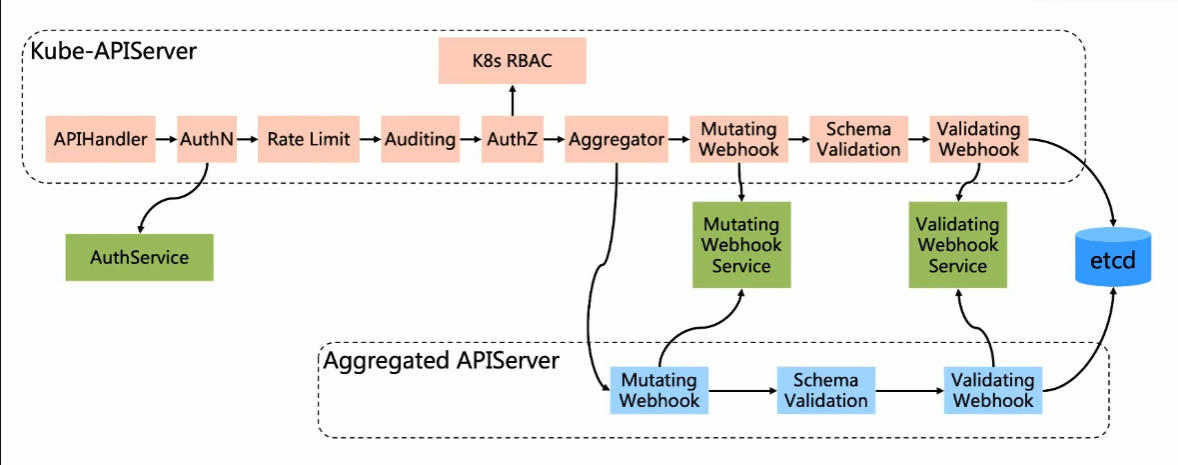 Kube-APIServer
K8s RBAC
APIHandler
AuthN
Rate Limit
Auditing
AuthZ
Aggregator
Mutating
Webhook
Schema
Validation
Validating
Webhook
AuthService
Mutating
Webhook
Service
Validating
Webhook
Service
etcd
Aggregated APIServer
Mutating
Webhook
Schema
Validation
Validating
Webhook